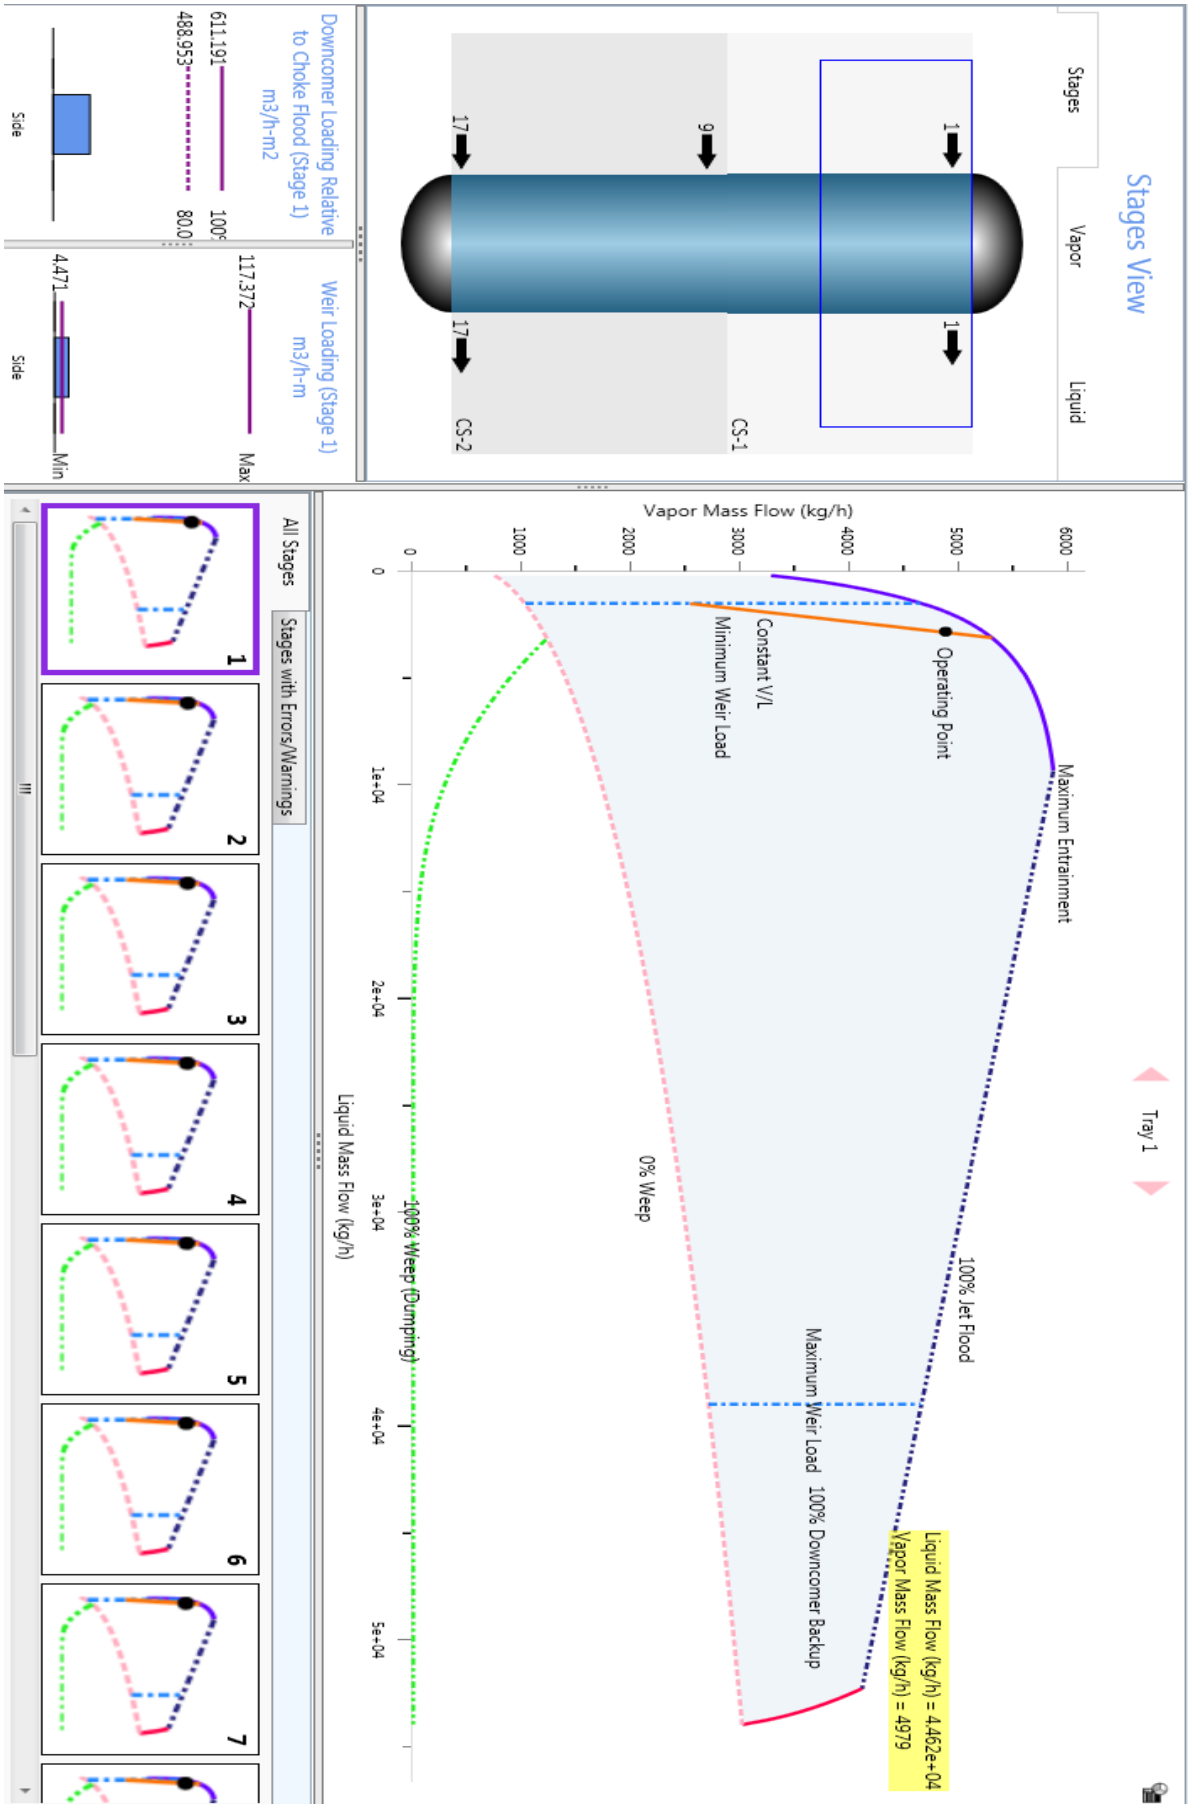 Stages View
Stages
Vapor
Liquid
1
1
9
17
17
CS-1
CS-2
Downcomer Loading Relative
to Choke Flood (Stage 1)
m3/h-m2
611.191
100%
488.953
80.0
Side
Weir Loading (Stage 1)
m3/h-m
117.372
Max
4.471
Min
Side
Tray 1
Vapor Mass Flow (kg/h)
6000
5000
4000
3000
2000
1000
0
Maximum Entrainment
Operating Point
Constant V/L
Minimum Weir Load
100% Jet Flood
Liquid Mass Flow (kg/h) = 4.462e+04
Vapor Mass Flow (kg/h) = 4979
Maximum Weir Load
100% Downcomer Backup
0% Weep
100% Weep (Dumping)
0
1e+04
2e+04
3e+04
4e+04
5e+04
Liquid Mass Flow (kg/h)
All Stages
Stages with Errors/Warnings
1
2
3
4
5
6
7